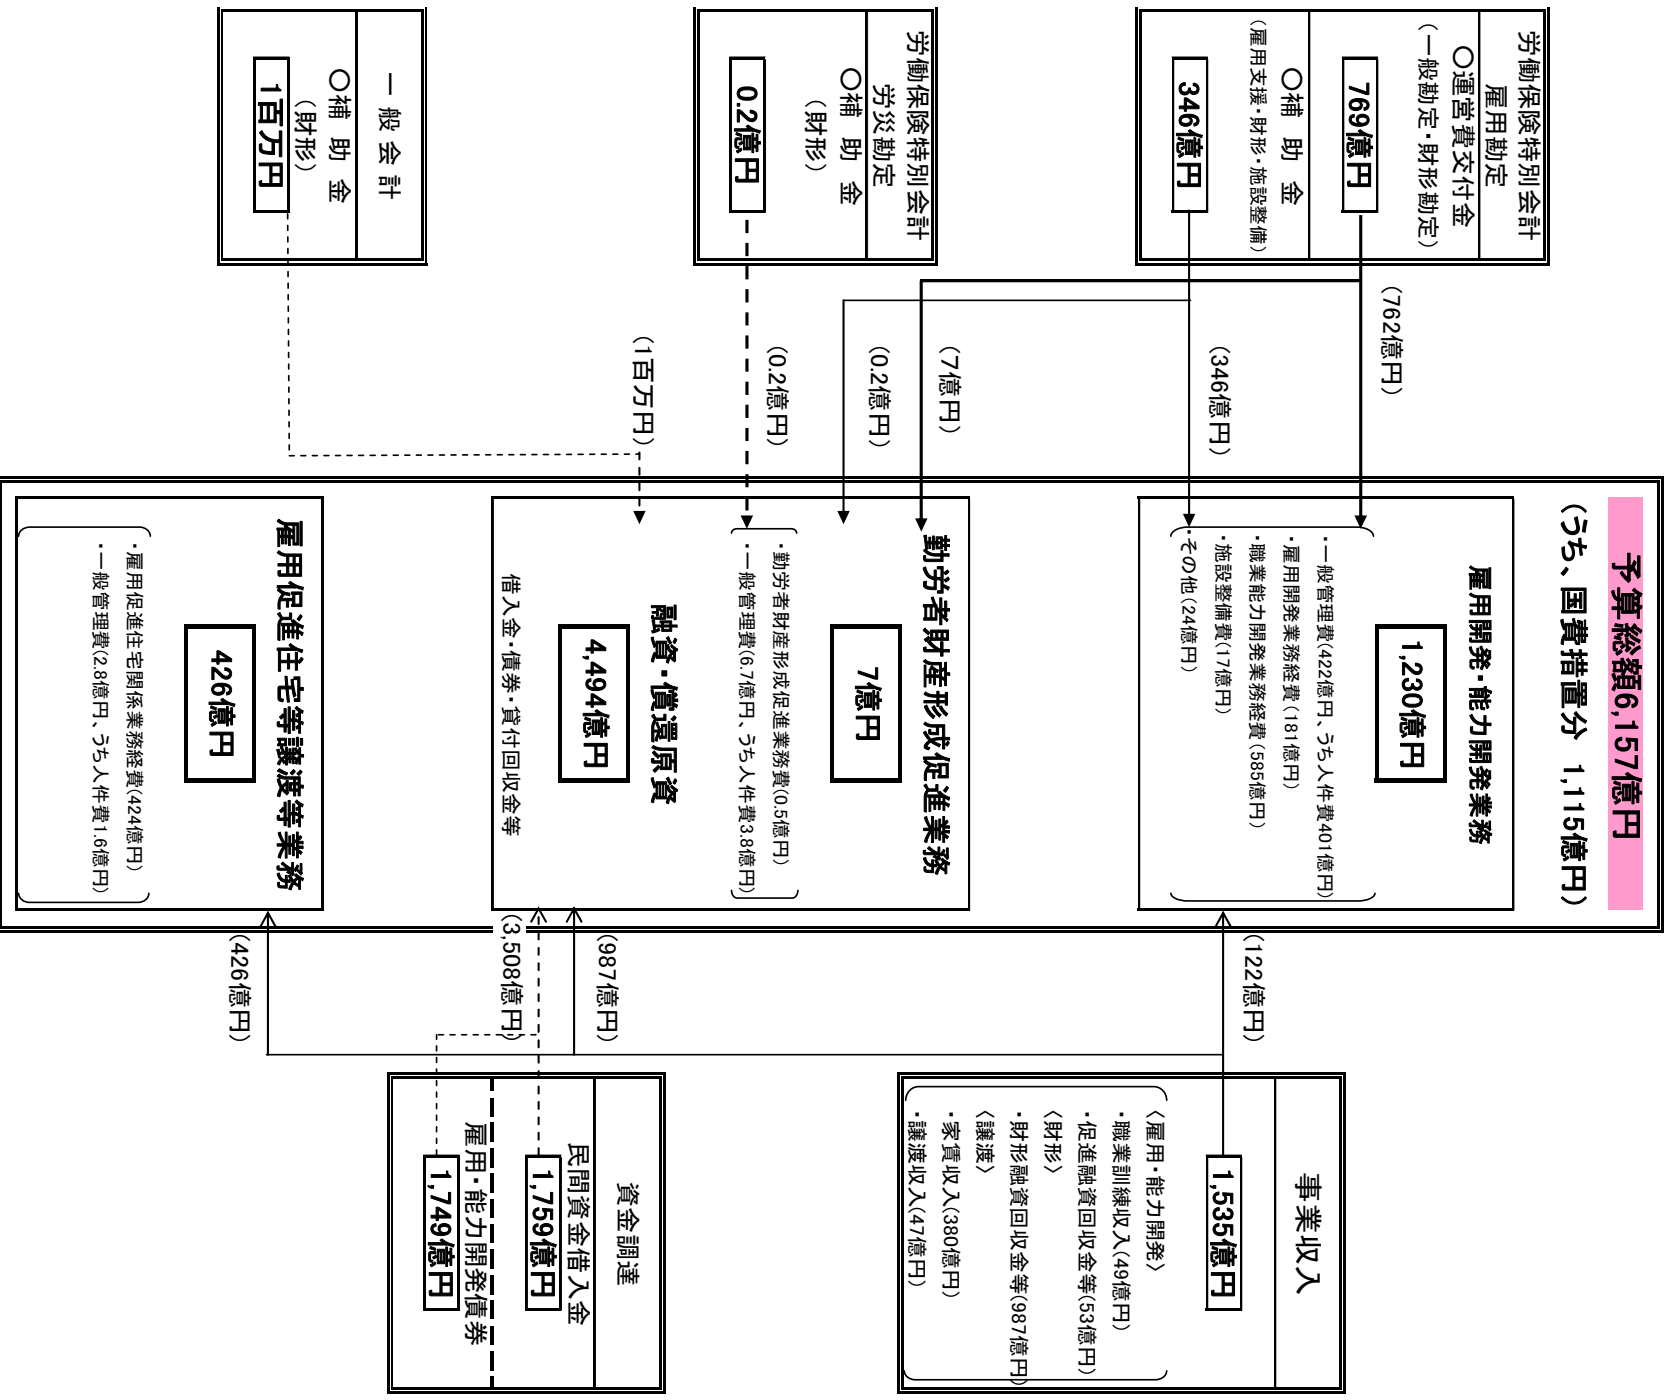 予算総額6,157億円
(うち、国費措置分 1,115億円)
労働保険特別会計
雇用勘定
〇運営費交付金
(一般勘定・財形勘定)
769億円
〇補助金
(雇用支援・財形・施設整備)
346億円
労働保険特別会計
労災勘定
〇補助金
(財形)
0.2億円
一般会計
〇補助金
(財形)
1百万円
(762億円)
(346億円)
(7億円)
(0.2億円)
(0.2億円)
(1百万円)
雇用開発・能力開発業務
1,230億円
・一般管理費(422億円、うち人件費401億円)
・雇用開発業務経費(181億円)
・職業能力開発業務経費(585億円)
・施設整備費(17億円)
・その他(24億円)
勤労者財産形成促進業務
7億円
・勤労者財産形成促進業務費(0.5億円)
・一般管理費(6.7億円、うち人件費3.8億円)
融資・償還原資
4,494億円
借入金・債券・貸付回収金等
雇用促進住宅等譲渡等業務
426億円
・雇用促進住宅関係業務経費(424億円)
・一般管理費(2.8億円、うち人件費1.6億円)
(122億円)
(987億円)
(3,508億円)
(426億円)
事業収入
1,535億円
〈雇用・能力開発〉
・職業訓練収入(49億円)
・促進融資回収金等(53億円)
〈財形〉
・財形融資回収金等(987億円)
〈譲渡〉
・家賃収入(380億円)
・譲渡収入(47億円)
資金調達
民間資金借入金
1,759億円
雇用・能力開発債券
1,749億円